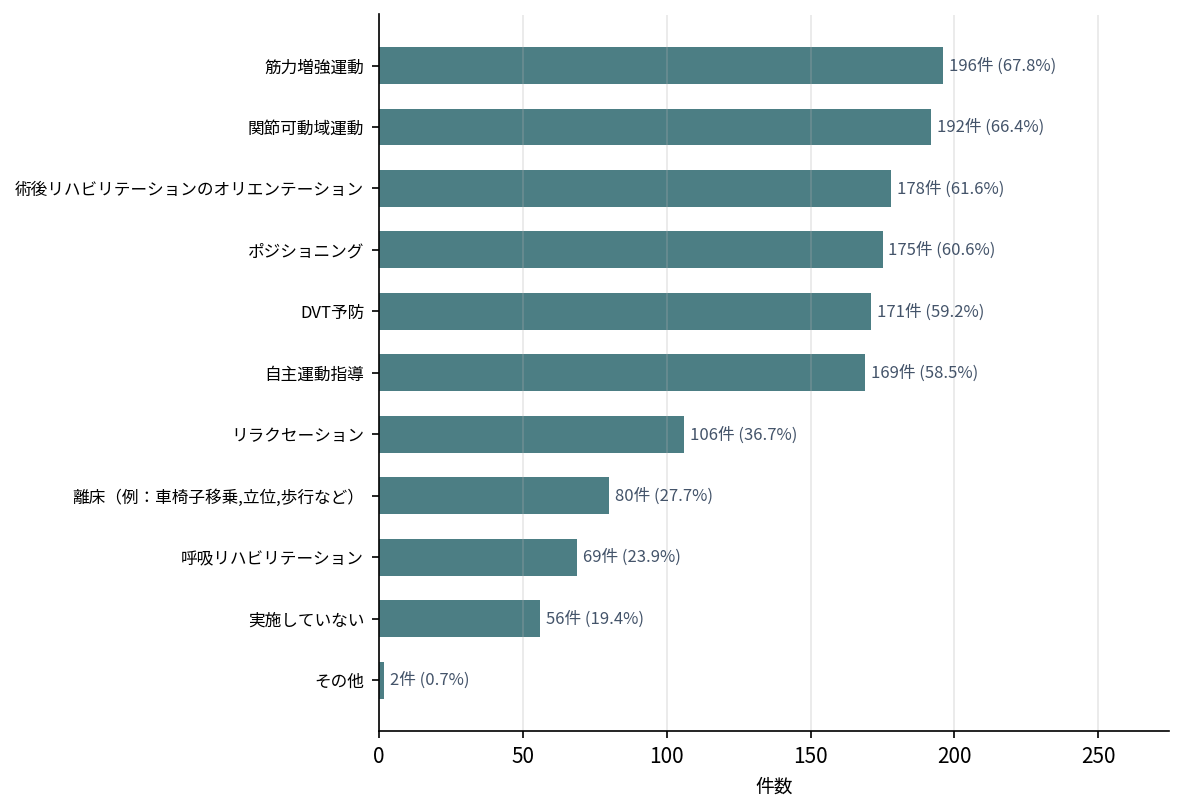 筋力増強運動 196件 (67.8%)
関節可動域運動 192件 (66.4%)
術後リハビリテーションのオリエンテーション 178件 (61.6%)
ポジショニング 175件 (60.6%)
DVT予防 171件 (59.2%)
自主運動指導 169件 (58.5%)
リラクセーション 106件 (36.7%)
離床（例：車椅子移乗,立位,歩行など） 80件 (27.7%)
呼吸リハビリテーション 69件 (23.9%)
実施していない 56件 (19.4%)
その他 2件 (0.7%)
0 50 100 150 200 250
件数